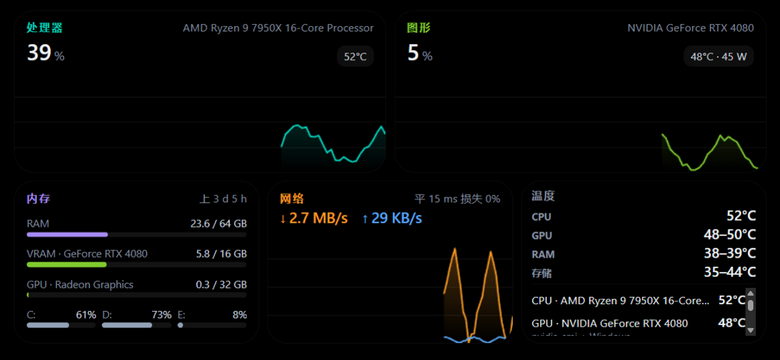 处理器
AMD Ryzen 9 7950X 16-Core Processor
39 %
52°C
图形
NVIDIA GeForce RTX 4080
5 %
48°C · 45 W
内存
上 3 d 5 h
RAM
23.6 / 64 GB
VRAM · GeForce RTX 4080
5.8 / 16 GB
GPU · Radeon Graphics
0.3 / 32 GB
C: 61% D: 73% E: 8%
网络
平 15 ms 损失 0%
↓ 2.7 MB/s ↑ 29 KB/s
温度
CPU 52°C
GPU 48–50°C
RAM 38–39°C
存储 35–44°C
CPU · AMD Ryzen 9 7950X 16-Core... 52°C
GPU · NVIDIA GeForce RTX 4080 48°C